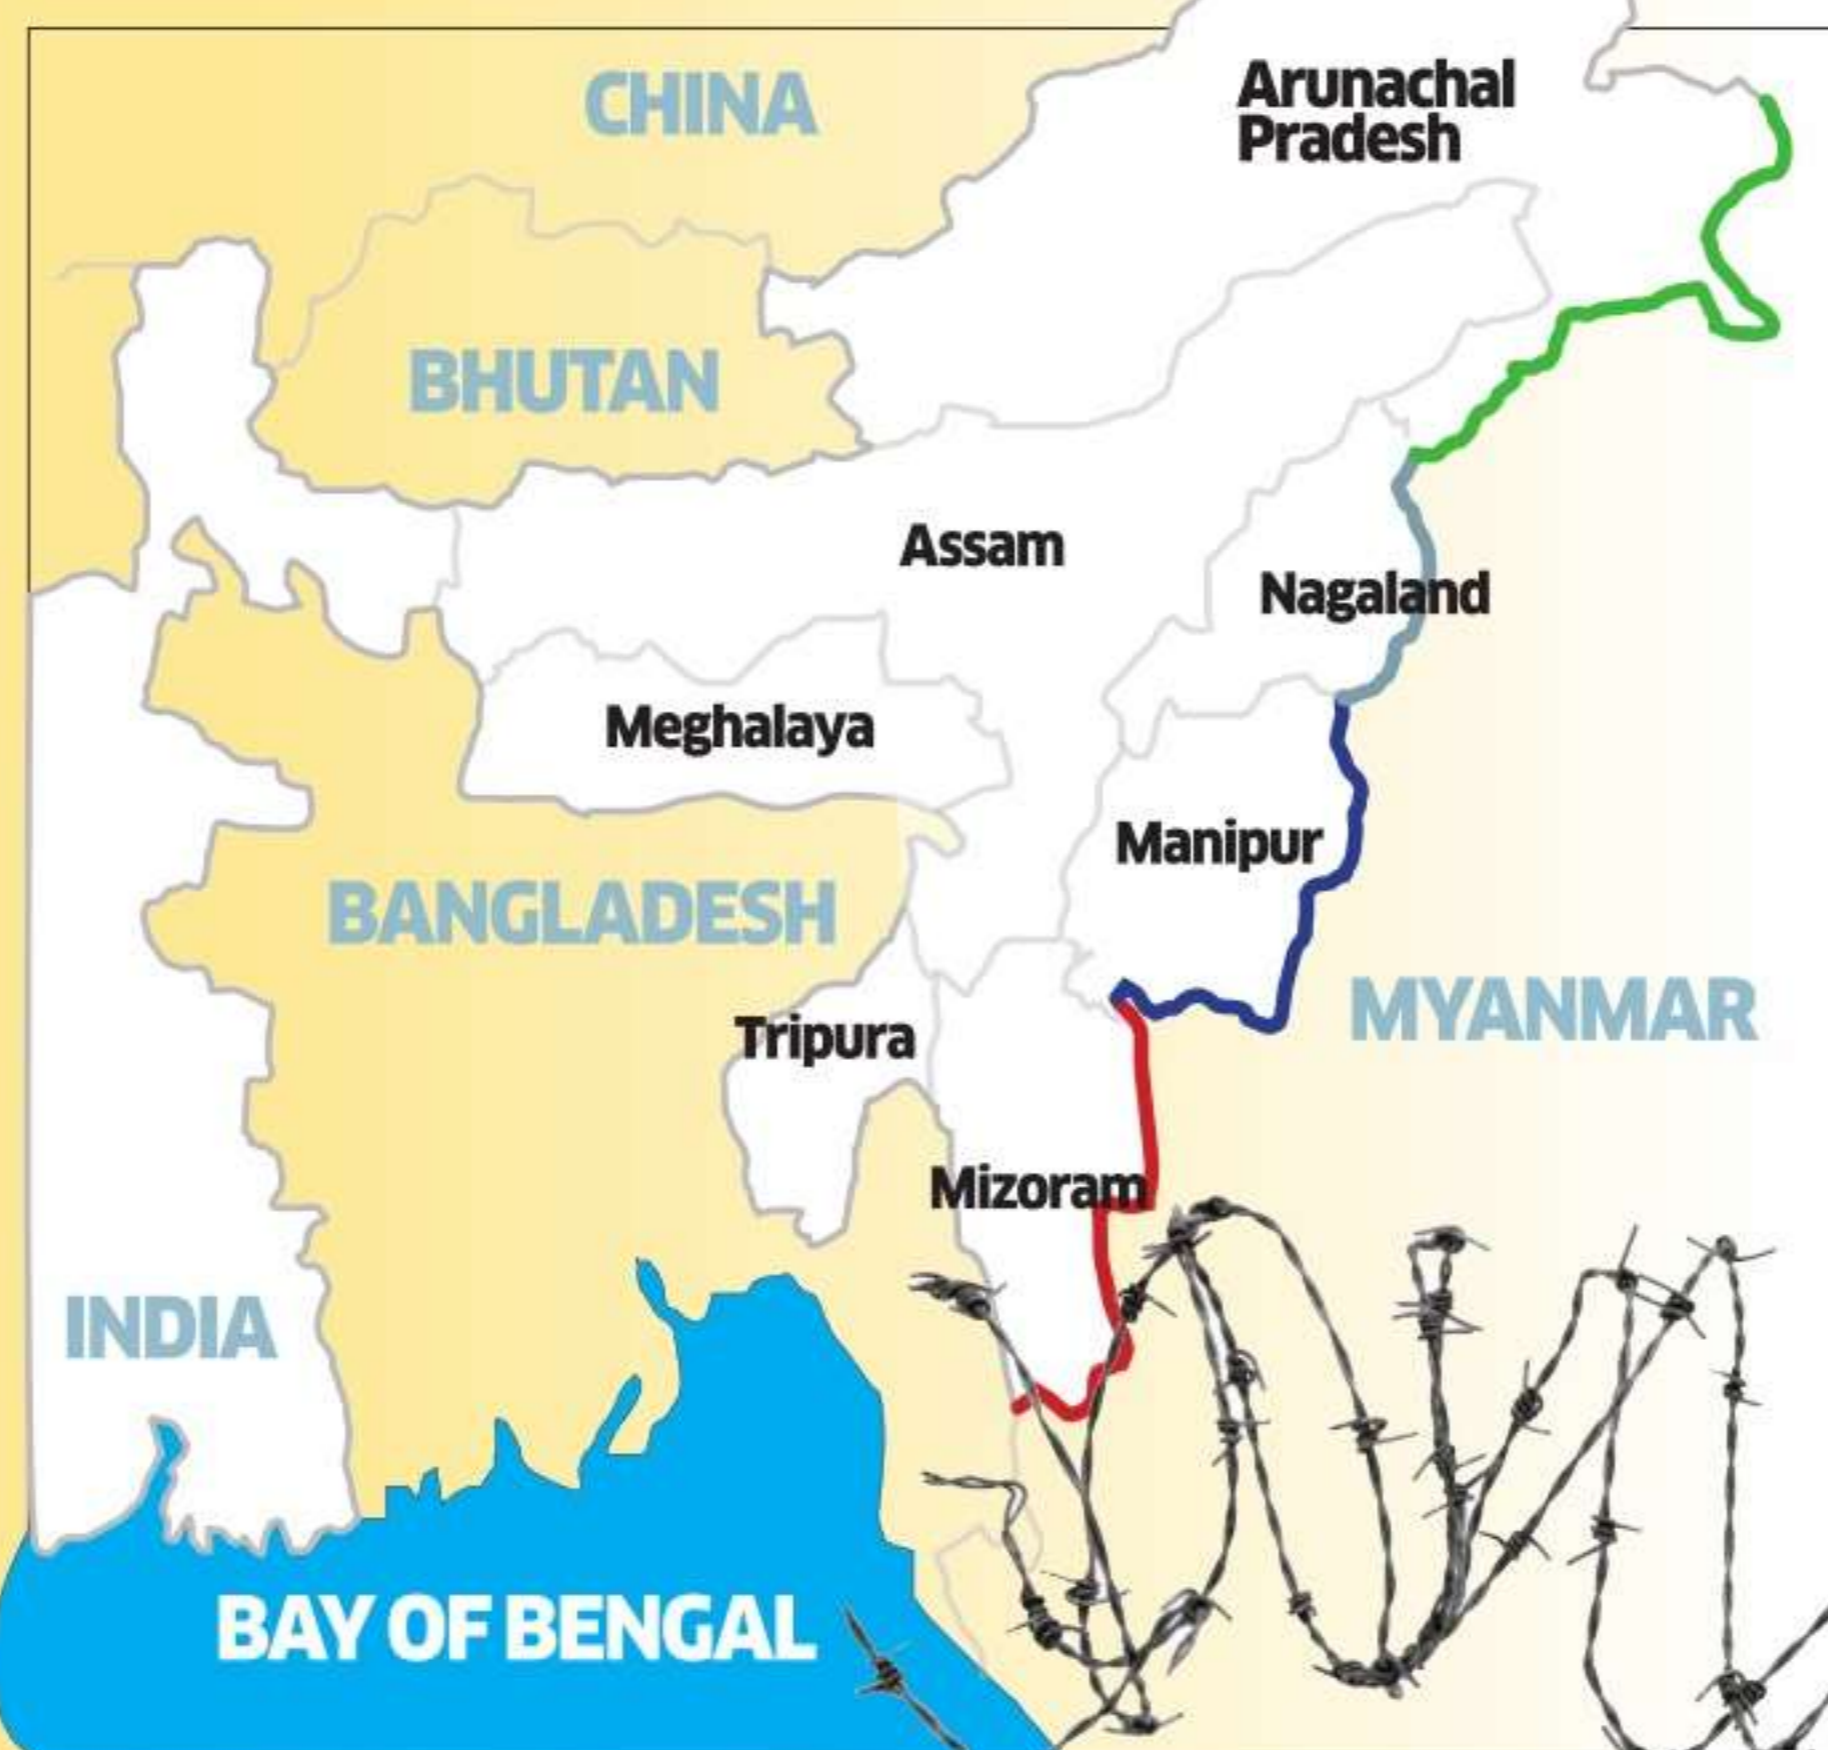 CHINA
Arunachal
Pradesh
BHUTAN
Assam
Nagaland
Meghalaya
Manipur
BANGLADESH
MYANMAR
Tripura
Mizoram
INDIA
BAY OF BENGAL